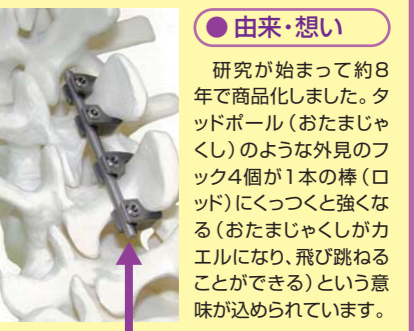 ●由来・想い
研究が始まって約8
年で商品化しました。タ
ッドポール(おたまじゃ
くし)のような外見のフ
ック4個が1本の棒(ロ
ッド)にくっつくと強くな
る(おたまじゃくしがカ
エルになり、飛び跳ねる
ことができる)という意
味が込められています。